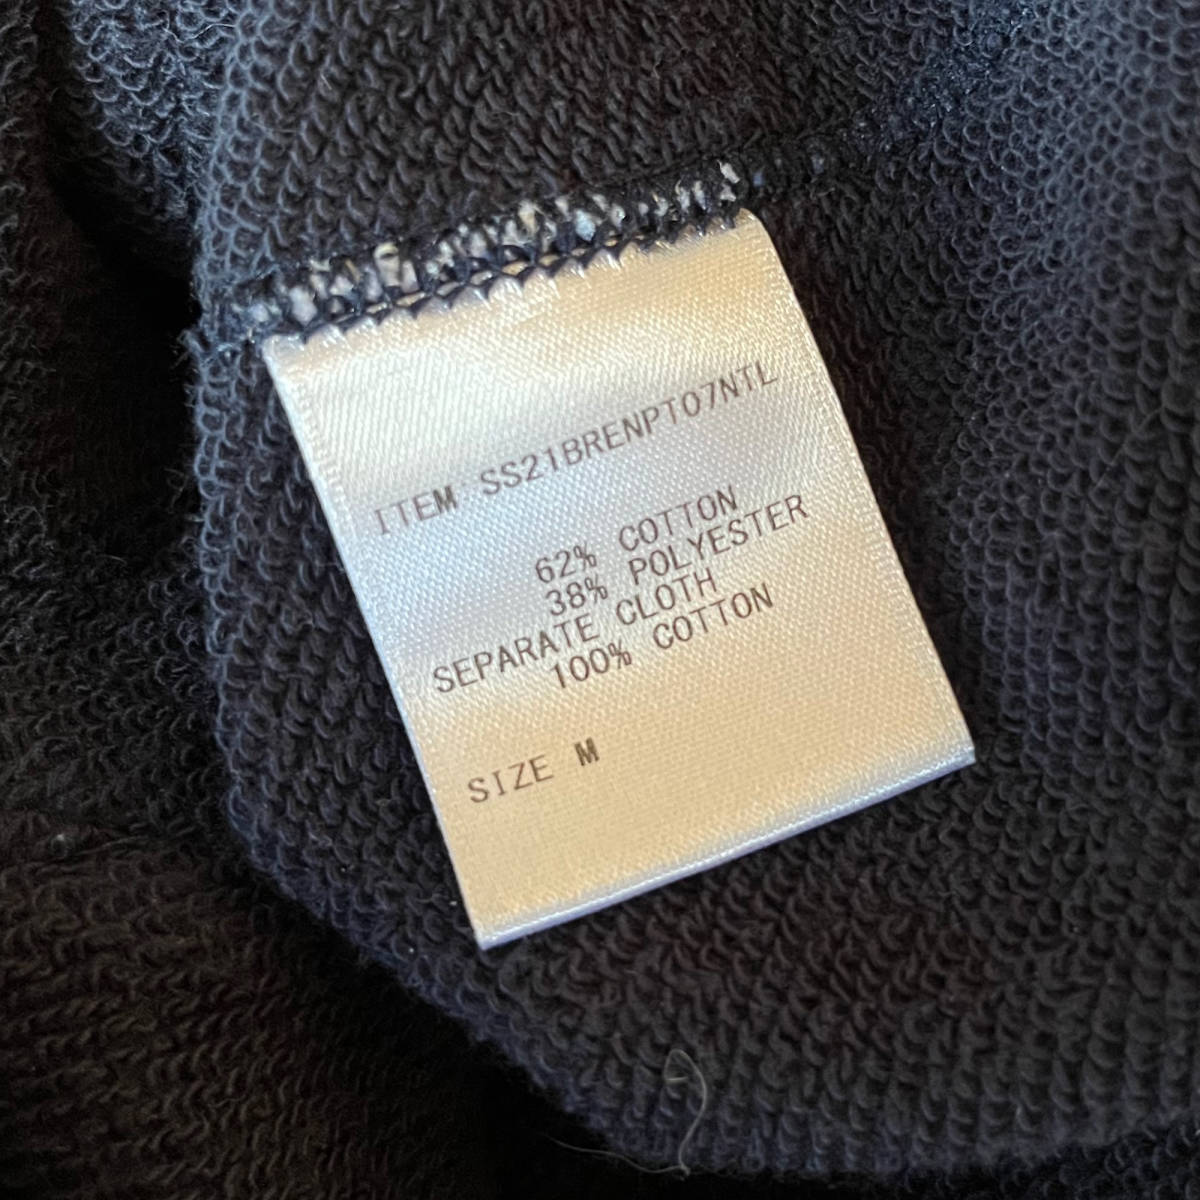 ITEM: SS21BRENPT07NTL
62% COTTON
38% POLYESTER
SEPARATE CLOTH
100% COTTON
SIZE M